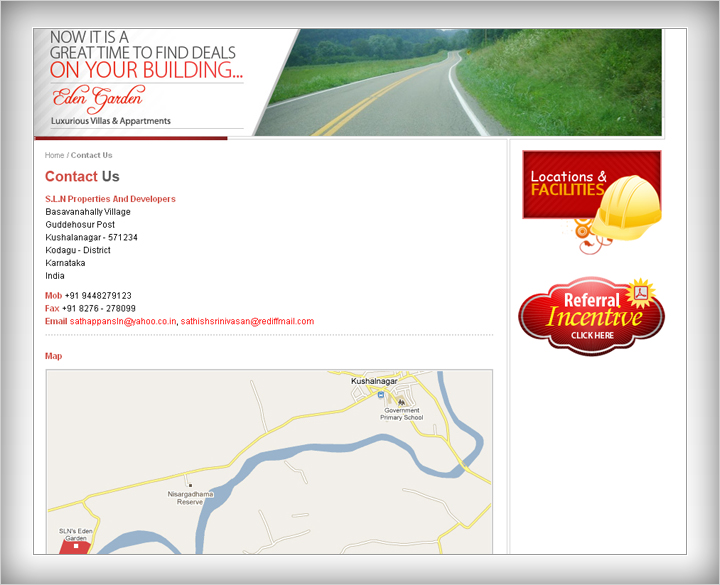 NOW IT IS A
GREAT TIME TO FIND DEALS
ON YOUR BUILDING...
Eden Garden
Luxurious Villas & Appartments
Home / Contact Us
Contact Us
S.L.N Properties And Developers
Basavanahally Village
Guddehosur Post
Kushalanagar - 571234
Kodagu - District
Karnataka
India
Mob +91 9448279123
Fax +91 8276 - 278099
Email sathappansln@yahoo.co.in, sathishsrinivasan@rediffmail.com
Map
Kushalnagar
Government
Primary School
Nisargadhama
Reserve
SLN's Eden
Garden
Locations &
FACILITIES
Referral
Incentive
CLICK HERE